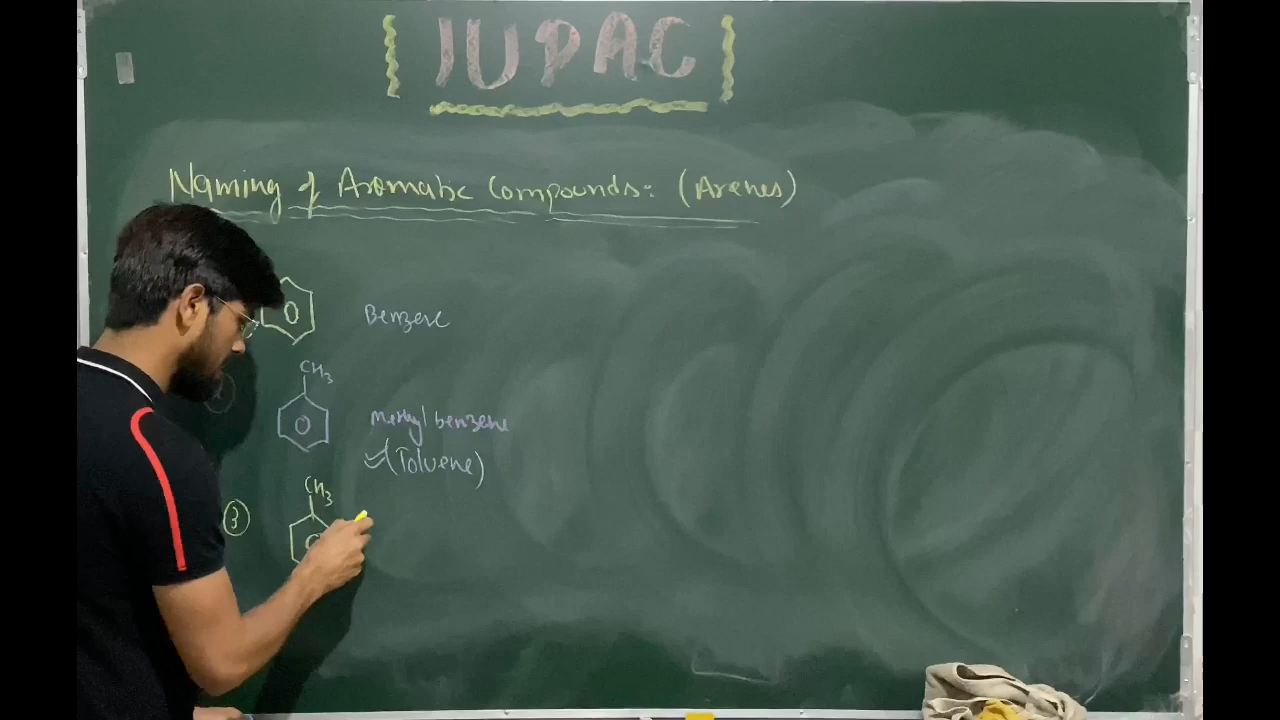 [IUPAC]
Naming of Aromatic Compounds: (Arenes)
Benzene
CH3
Methyl benzene
(Toluene)
CH3
3